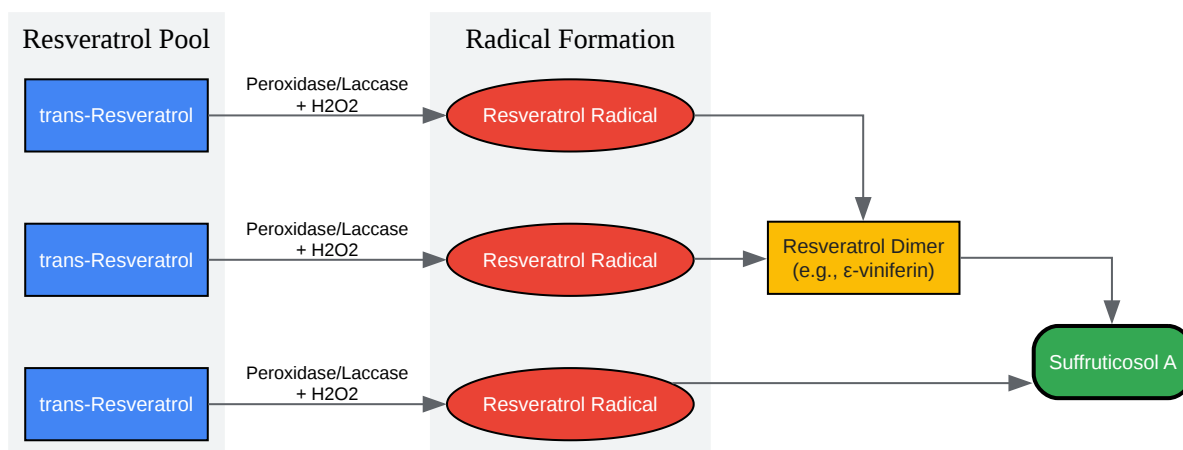 Resveratrol Pool
Radical Formation
trans-Resveratrol
Peroxidase/Laccase
+ H2O2
Resveratrol Radical
trans-Resveratrol
Peroxidase/Laccase
+ H2O2
Resveratrol Radical
Resveratrol Dimer
(e.g., ε-viniferin)
trans-Resveratrol
Peroxidase/Laccase
+ H2O2
Resveratrol Radical
Suffruticosol A